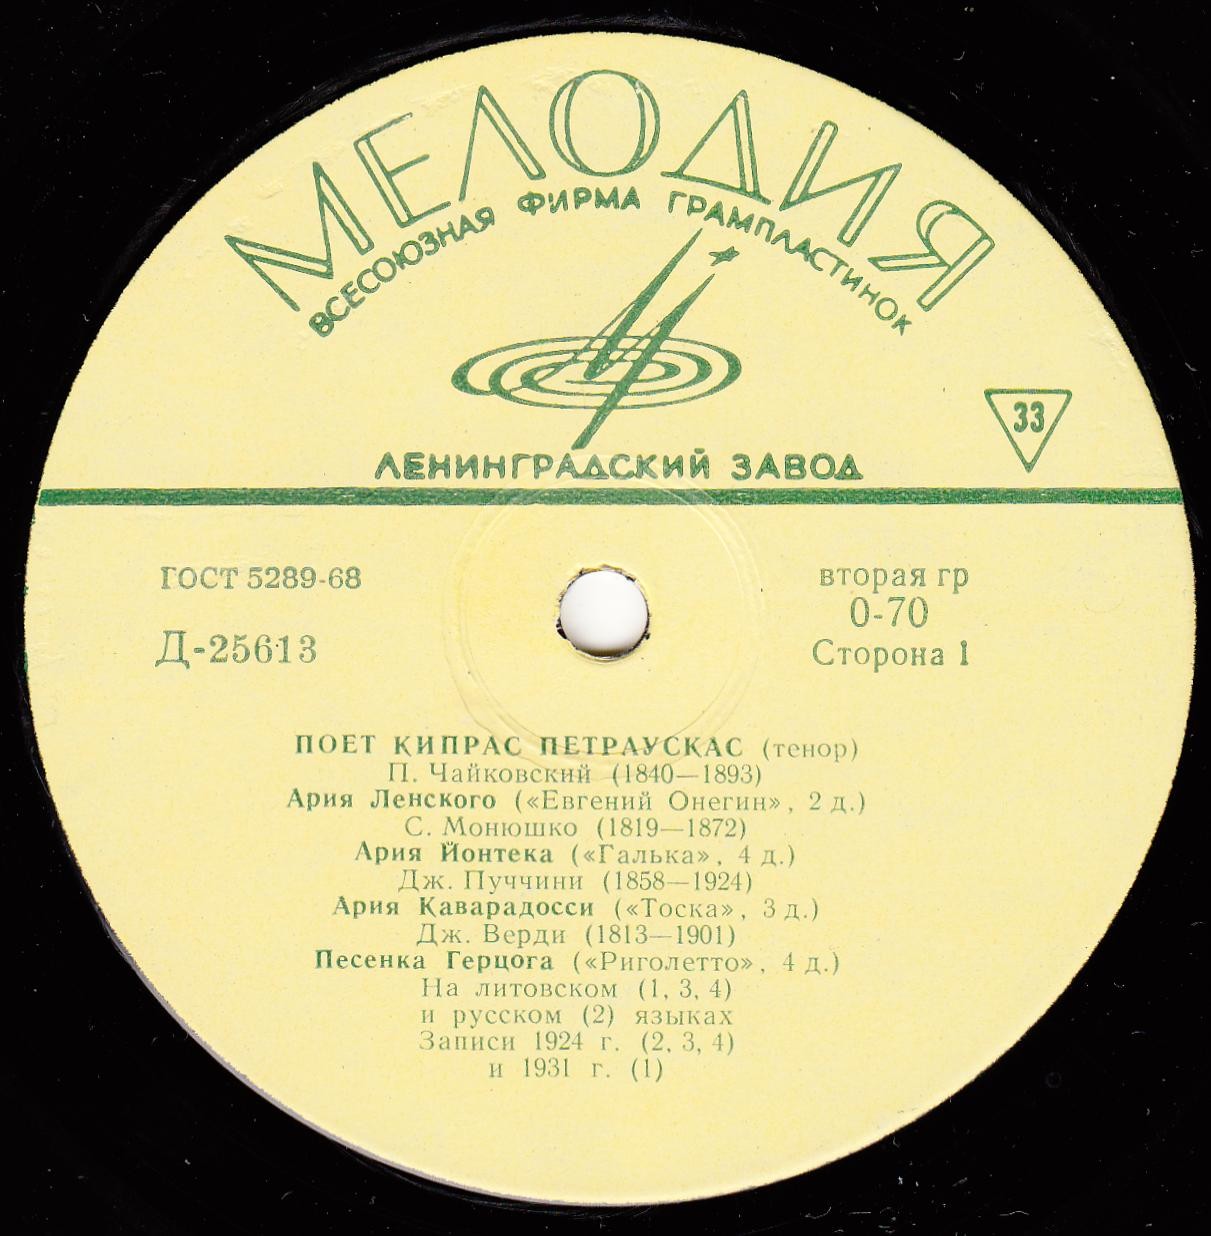 МЕЛОДИЯ
ВСЕСОЮЗНАЯ ФИРМА ГРАМПЛАСТИНОК
33
ЛЕНИНГРАДСКИЙ ЗАВОД
ГОСТ 5289-68
Д-25613
вторая гр
0-70
Сторона 1
ПОЕТ КИПРАС ПЕТРАУСКАС (тенор)
П. Чайковский (1840—1893)
Ария Ленского («Евгений Онегин», 2 д.)
С. Монюшко (1819—1872)
Ария Йонтека («Галька», 4 д.)
Дж. Пуччини (1858—1924)
Ария Каварадосси («Тоска», 3 д.)
Дж. Верди (1813—1901)
Песенка Герцога («Риголетто», 4 д.)
На литовском (1, 3, 4)
и русском (2) языках
Записи 1924 г. (2, 3, 4)
и 1931 г. (1)